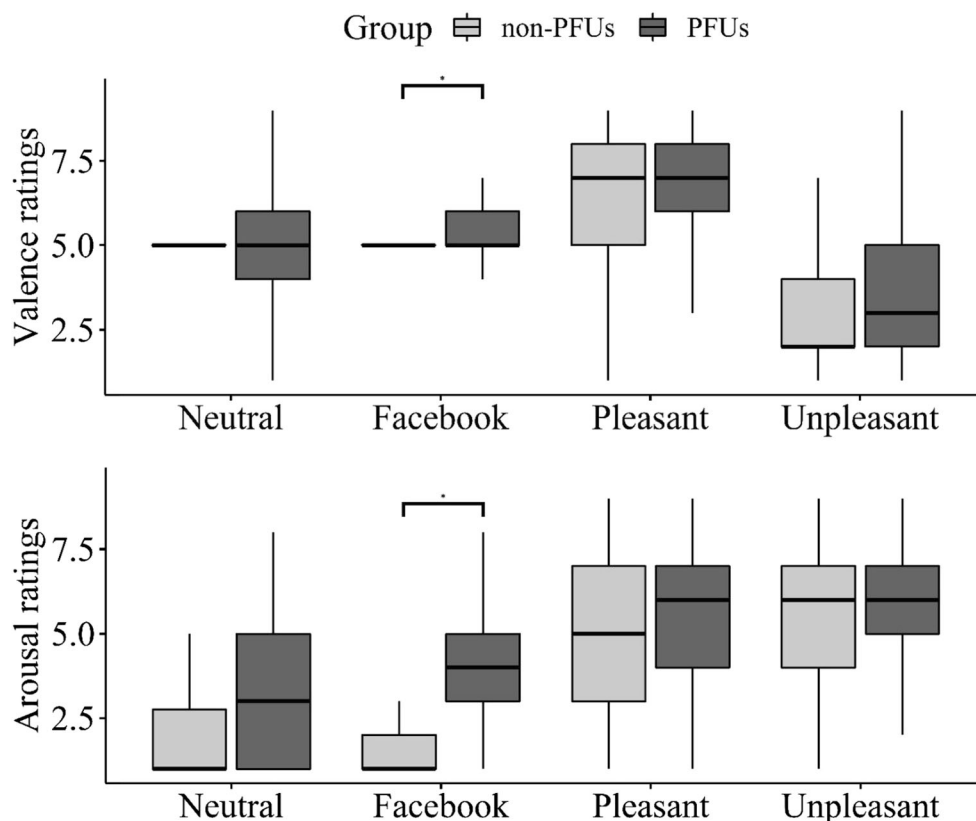 Group non-PFUs PFUs
*
Valence ratings
7.5
5.0
2.5
Neutral Facebook Pleasant Unpleasant
*
Arousal ratings
7.5
5.0
2.5
Neutral Facebook Pleasant Unpleasant